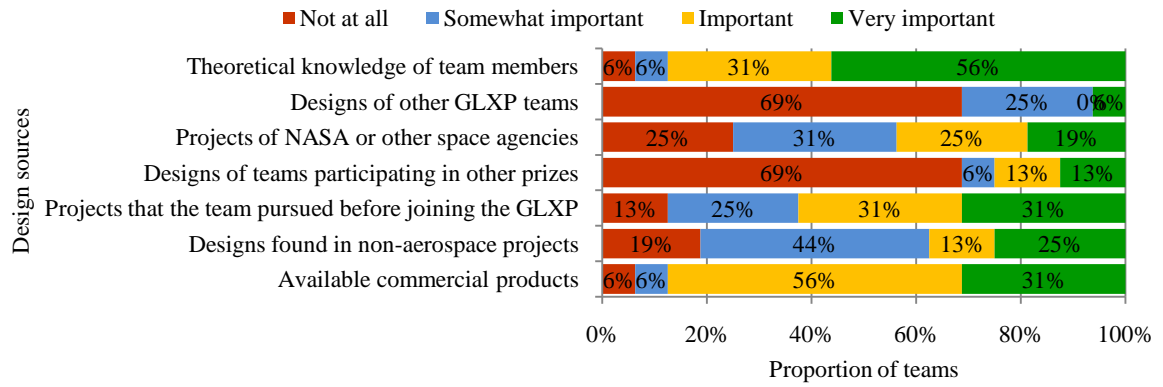 Not at all Somewhat important Important Very important
Theoretical knowledge of team members 6% 6% 31% 56%
Designs of other GLXP teams 69% 25% 0% 6%
Projects of NASA or other space agencies 25% 31% 25% 19%
Designs of teams participating in other prizes 69% 6% 13% 13%
Projects that the team pursued before joining the GLXP 13% 25% 31% 31%
Designs found in non-aerospace projects 19% 44% 13% 25%
Available commercial products 6% 6% 56% 31%
Design sources
0% 20% 40% 60% 80% 100%
Proportion of teams